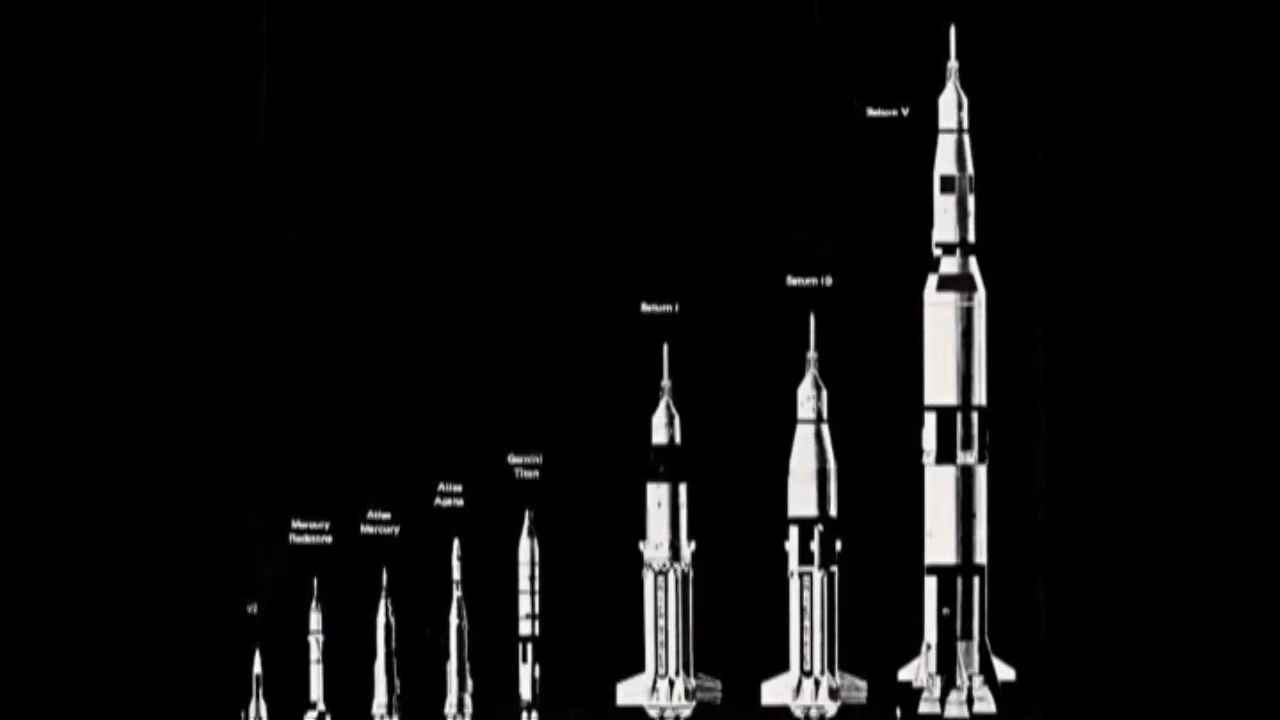 Saturn V
Saturn IB
Saturn I
Gemini
Titan
Atlas
Agena
Atlas
Mercury
Mercury
Redstone
V2